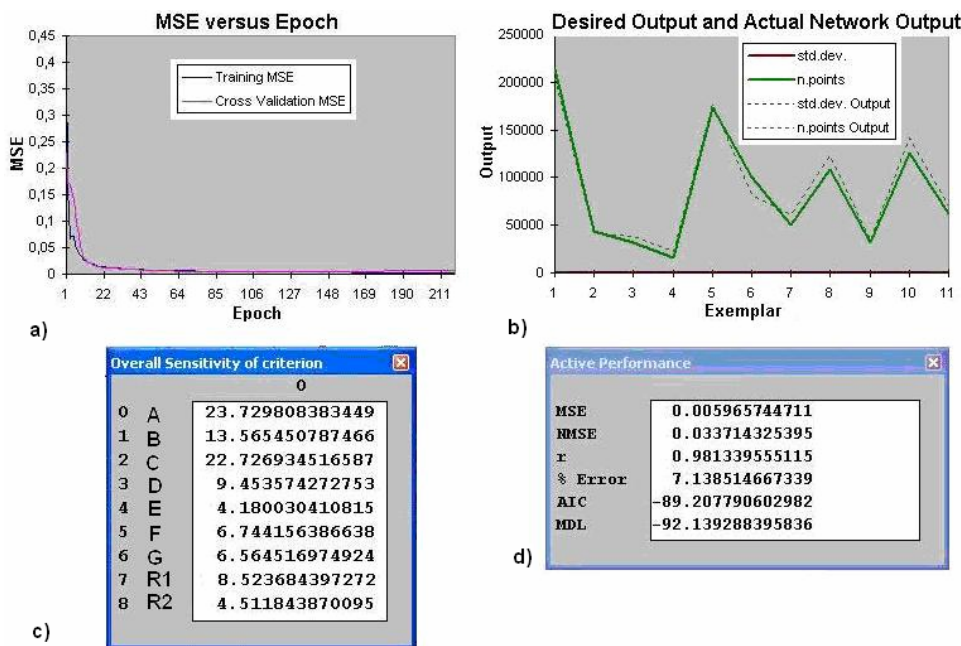 MSE versus Epoch
0,45
0,4
0,35
0,3
0,25
0,2
0,15
0,1
0,05
0
MSE
Training MSE
Cross Validation MSE
1 22 43 64 85 106 127 148 169 190 211
Epoch
a)
Desired Output and Actual Network Output
250000
200000
150000
100000
50000
0
Output
std.dev.
n.points
std.dev. Output
n.points Output
1 2 3 4 5 6 7 8 9 10 11
Exemplar
b)
Overall Sensitivity of criterion
0
0 A 23.729808383449
1 B 13.565450787466
2 C 22.726934516587
3 D 9.453574272753
4 E 4.180030410815
5 F 6.744156386638
6 G 6.564516974924
7 R1 8.523684397272
8 R2 4.511843870095
c)
Active Performance
MSE 0.005965744711
NMSE 0.033714325395
r 0.981339555115
% Error 7.138514667339
AIC -89.207790602982
MDL -92.139288395836
d)